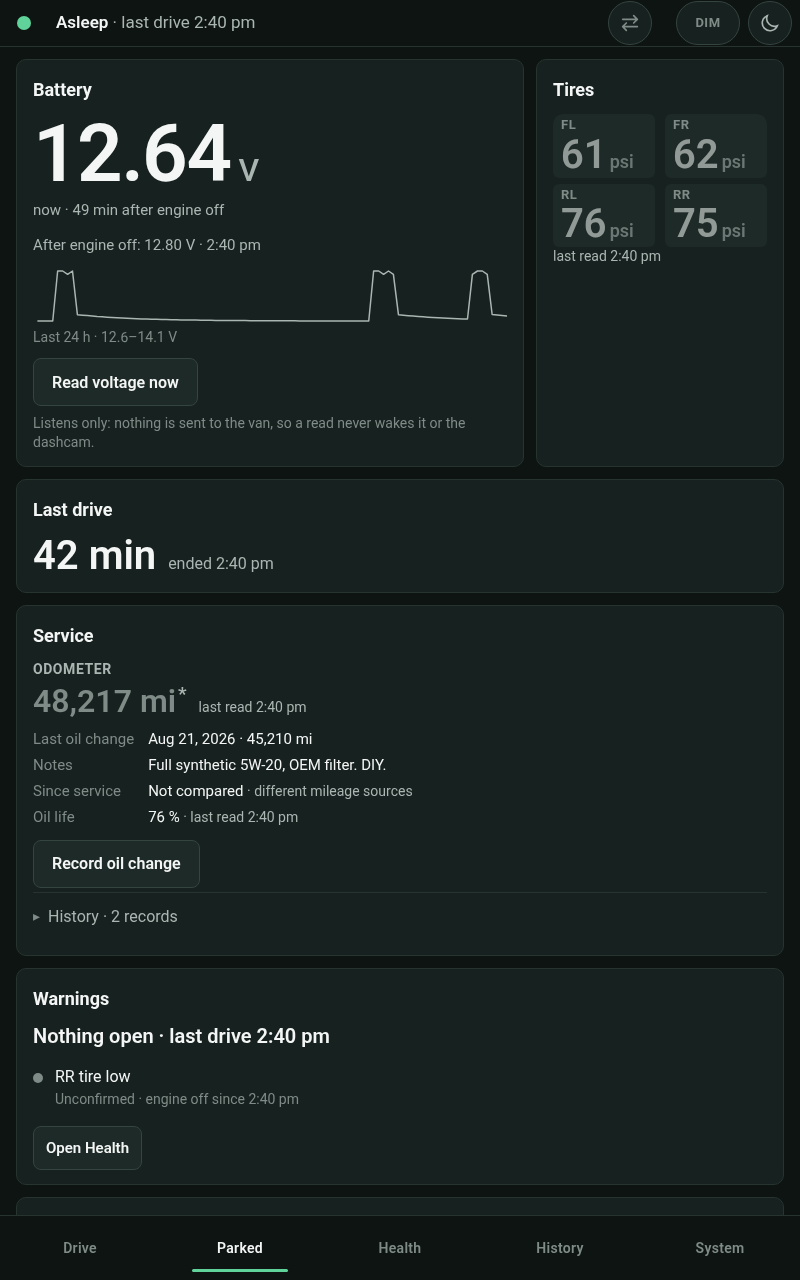 Asleep · last drive 2:40 pm
DIM
Battery
12.64 V
now · 49 min after engine off
After engine off: 12.80 V · 2:40 pm
Last 24 h · 12.6–14.1 V
Read voltage now
Listens only: nothing is sent to the van, so a read never wakes it or the
dashcam.
Tires
FL
61 psi
FR
62 psi
RL
76 psi
RR
75 psi
last read 2:40 pm
Last drive
42 min ended 2:40 pm
Service
ODOMETER
48,217 mi* last read 2:40 pm
Last oil change Aug 21, 2026 · 45,210 mi
Notes Full synthetic 5W-20, OEM filter. DIY.
Since service Not compared · different mileage sources
Oil life 76 % · last read 2:40 pm
Record oil change
▸ History · 2 records
Warnings
Nothing open · last drive 2:40 pm
RR tire low
Unconfirmed · engine off since 2:40 pm
Open Health
Drive Parked Health History System